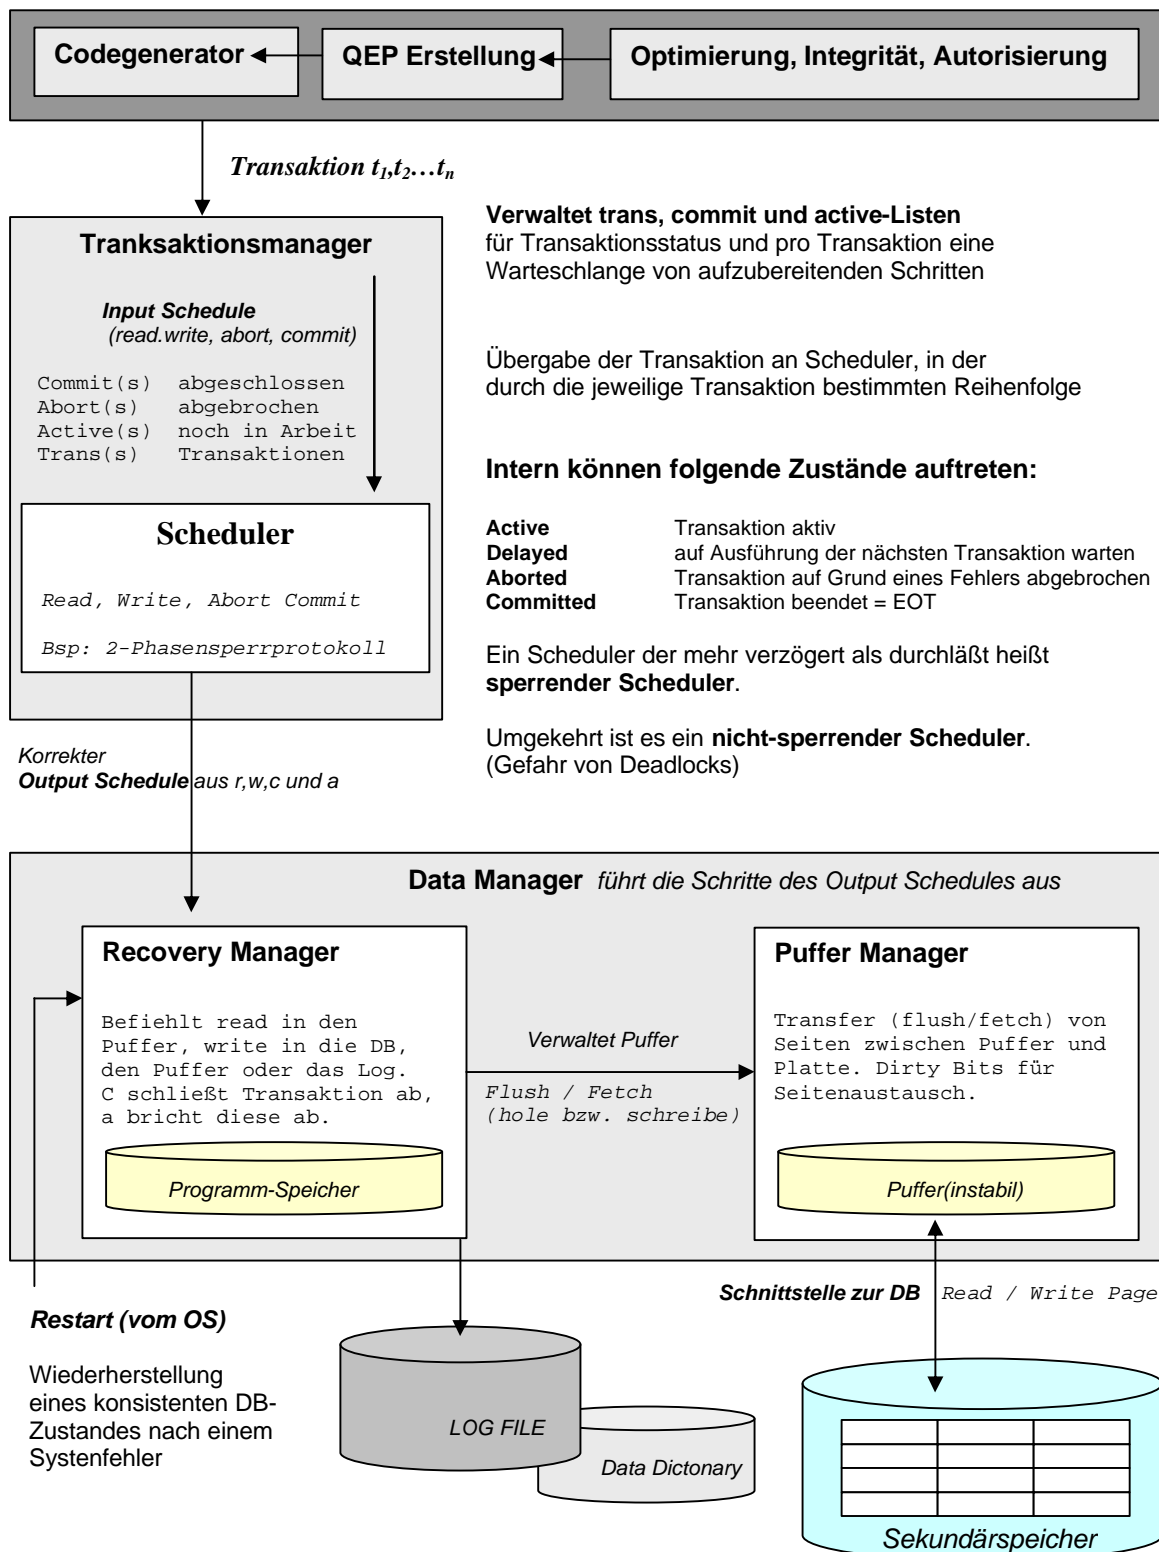 Codegenerator
QEP Erstellung
Optimierung, Integrität, Autorisierung
Transaktion t1,t2…tn
Tranksaktionsmanager
Input Schedule
(read.write, abort, commit)
Commit(s) abgeschlossen
Abort(s) abgebrochen
Active(s) noch in Arbeit
Trans(s) Transaktionen
Scheduler
Read, Write, Abort Commit
Bsp: 2-Phasensperrprotokoll
Verwaltet trans, commit und active-Listen
für Transaktionsstatus und pro Transaktion eine
Warteschlange von aufzubereitenden Schritten
Übergabe der Transaktion an Scheduler, in der
durch die jeweilige Transaktion bestimmten Reihenfolge
Intern können folgende Zustände auftreten:
Active Transaktion aktiv
Delayed auf Ausführung der nächsten Transaktion warten
Aborted Transaktion auf Grund eines Fehlers abgebrochen
Committed Transaktion beendet = EOT
Ein Scheduler der mehr verzögert als durchläßt heißt
sperrender Scheduler.
Umgekehrt ist es ein nicht-sperrender Scheduler.
(Gefahr von Deadlocks)
Korrekter
Output Schedule aus r,w,c und a
Data Manager führt die Schritte des Output Schedules aus
Recovery Manager
Befiehlt read in den
Puffer, write in die DB,
den Puffer oder das Log.
C schließt Transaktion ab,
a bricht diese ab.
Programm-Speicher
Verwaltet Puffer
Flush / Fetch
(hole bzw. schreibe)
Puffer Manager
Transfer (flush/fetch) von
Seiten zwischen Puffer und
Platte. Dirty Bits für
Seitenaustausch.
Puffer(instabil)
Schnittstelle zur DB
Read / Write Page
Restart (vom OS)
Wiederherstellung
eines konsistenten DB-
Zustandes nach einem
Systemfehler
LOG FILE
Data Dictonary
Sekundärspeicher